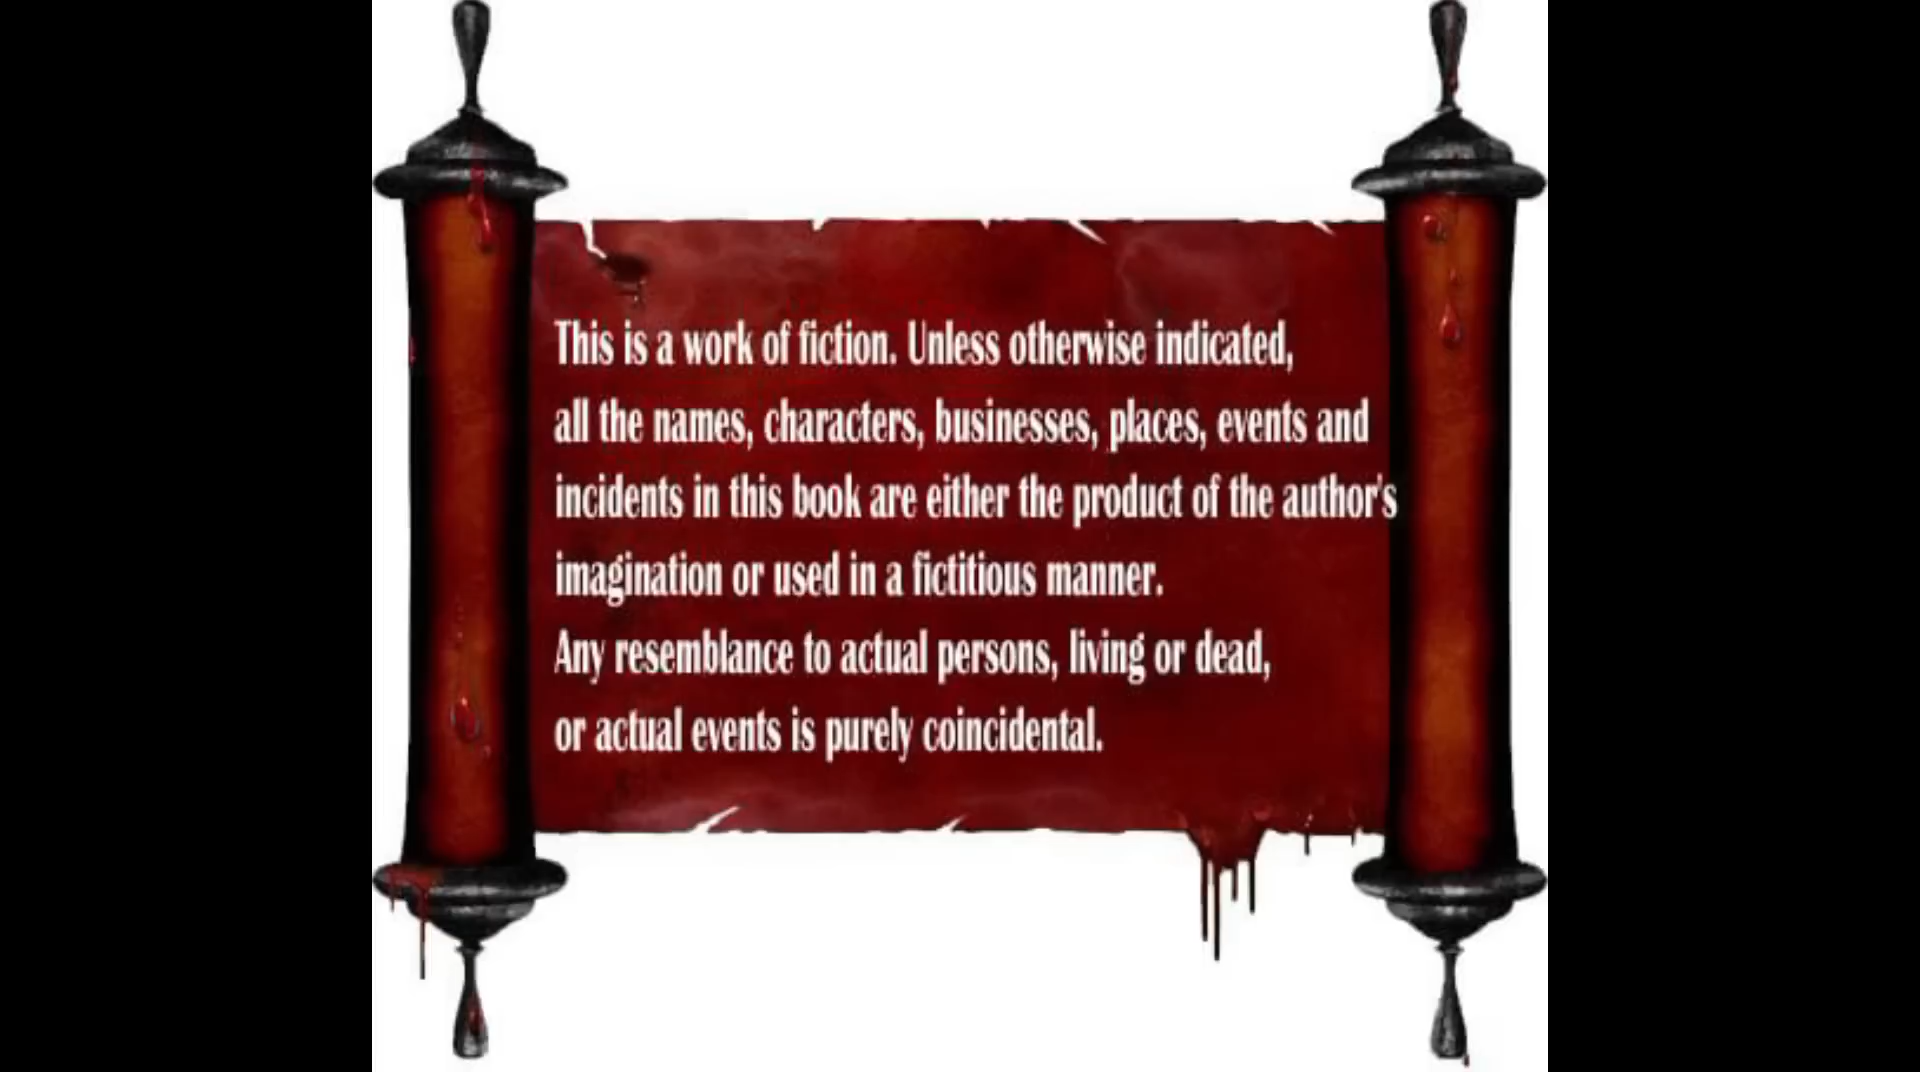 This is a work of fiction. Unless otherwise indicated,
all the names, characters, businesses, places, events and
incidents in this book are either the product of the author's
imagination or used in a fictitious manner.
Any resemblance to actual persons, living or dead,
or actual events is purely coincidental.